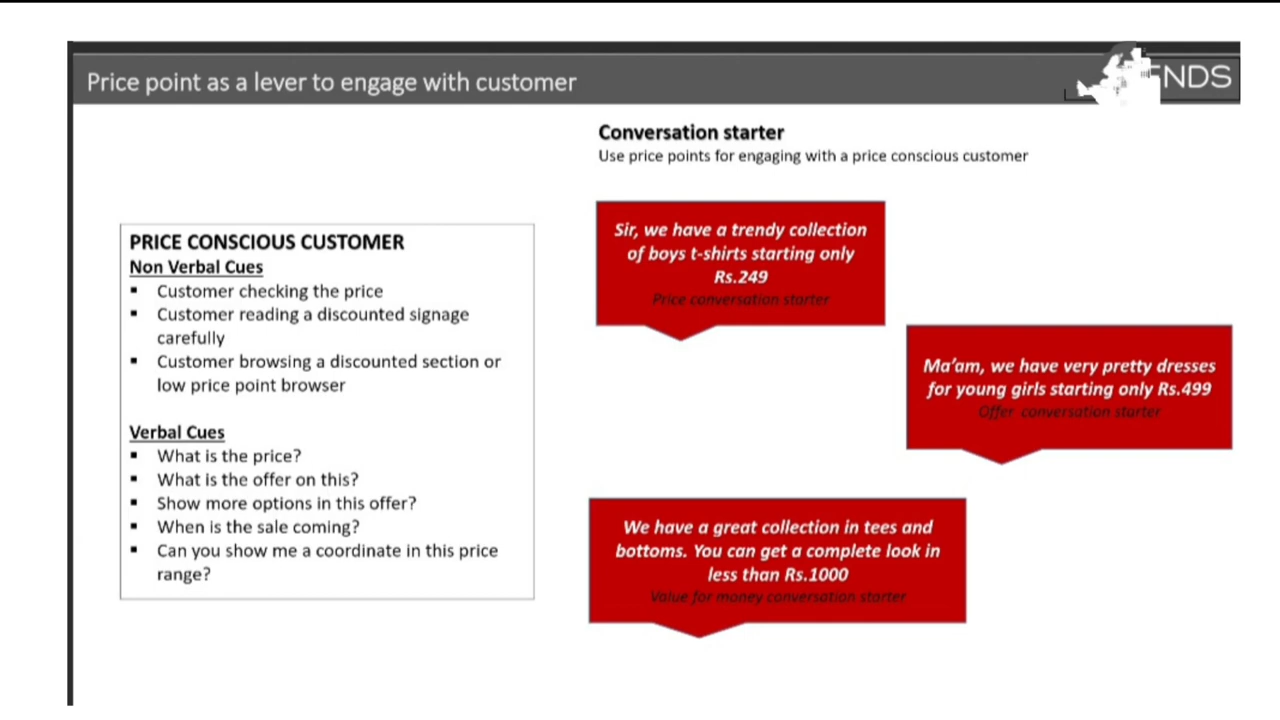 Price point as a lever to engage with customer
NDS
Conversation starter
Use price points for engaging with a price conscious customer
PRICE CONSCIOUS CUSTOMER
Non Verbal Cues
▪ Customer checking the price
▪ Customer reading a discounted signage
carefully
▪ Customer browsing a discounted section or
low price point browser
Verbal Cues
▪ What is the price?
▪ What is the offer on this?
▪ Show more options in this offer?
▪ When is the sale coming?
▪ Can you show me a coordinate in this price
range?
Sir, we have a trendy collection
of boys t-shirts starting only
Rs.249
Price conversation starter
Ma'am, we have very pretty dresses
for young girls starting only Rs.499
Offer conversation starter
We have a great collection in tees and
bottoms. You can get a complete look in
less than Rs.1000
Value for money conversation starter